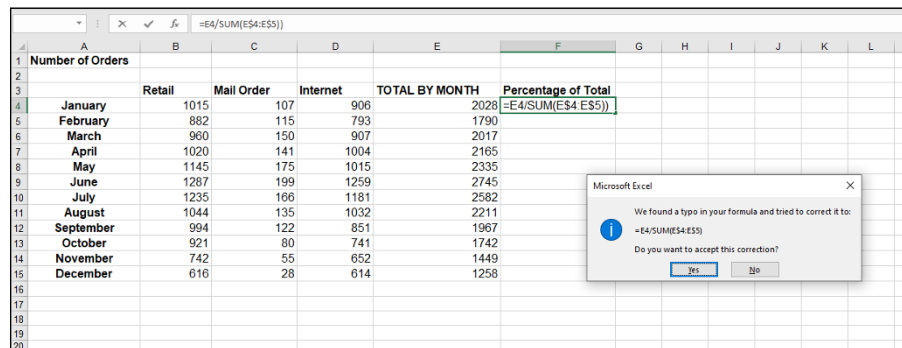 =E4/SUM(E$4:E$5))
A B C D E F G H I J K L
1 Number of Orders
2
3 Retail Mail Order Internet TOTAL BY MONTH Percentage of Total
4 January 1015 107 906 2028 =E4/SUM(E$4:E$5))
5 February 882 115 793 1790
6 March 960 150 907 2017
7 April 1020 141 1004 2165
8 May 1145 175 1015 2335
9 June 1287 199 1259 2745
10 July 1235 166 1181 2582
11 August 1044 135 1032 2211
12 September 994 122 851 1967
13 October 921 80 741 1742
14 November 742 55 652 1449
15 December 616 28 614 1258
16
17
18
19
20
Microsoft Excel
We found a typo in your formula and tried to correct it to:
=E4/SUM(E$4:E$5)
Do you want to accept this correction?
Yes No